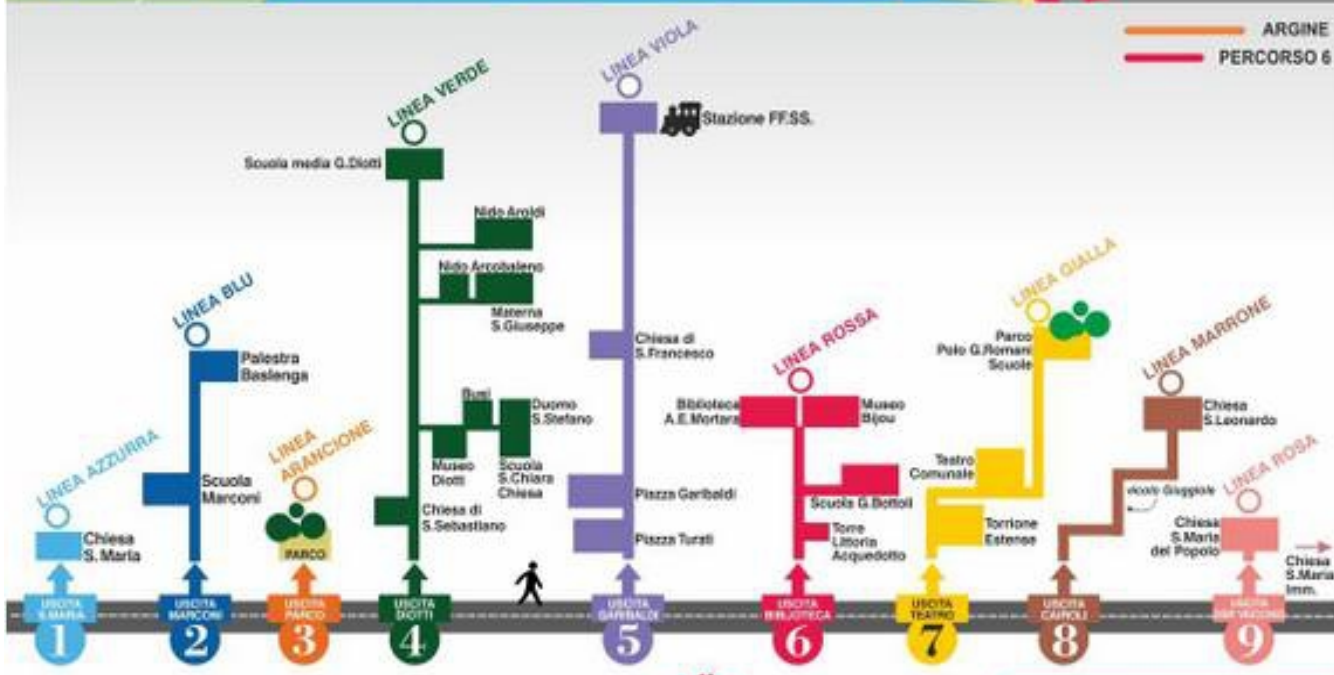 ARGINE
PERCORSO 6
LINEA AZZURRA
Chiesa
S.Maria
USCITA
S.MARIA
1
LINEA BLU
Palestra
Baslenga
Scuola
Marconi
USCITA
MARCONI
2
LINEA
ARANCIONE
PARCO
USCITA
PARCO
3
LINEA VERDE
Scuola media G.Diotti
Nido Aroldi
Nido Arcobaleno
Materna
S.Giuseppe
Busi
Duomo
S.Stefano
Museo
Diotti
Scuola
S.Chiara
Chiesa
Chiesa di
S.Sebastiano
USCITA
DIOTTI
4
LINEA VIOLA
Stazione FF.SS.
Chiesa di
S.Francesco
Piazza Garibaldi
Piazza Turati
USCITA
GARIBALDI
5
LINEA ROSSA
Biblioteca
A.E.Mortara
Museo
Bijou
Scuola G.Bottoli
Torre
Littoria
Acquedotto
USCITA
BIBLIOTECA
6
LINEA GIALLA
Parco
Polo G.Romani
Scuole
Teatro
Comunale
Torrione
Estense
USCITA
TEATRO
7
LINEA MARRONE
Chiesa
S.Leonardo
vicolo Giuggiole
USCITA
CAIROLI
8
LINEA ROSA
Chiesa
S.Maria
del Popolo
Chiesa
S.Maria
Imm.
USCITA
9